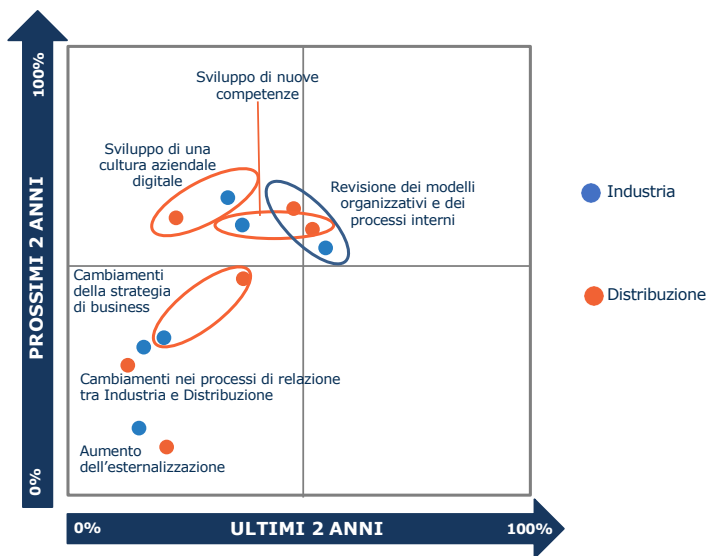 100%
PROSSIMI 2 ANNI
0%
Sviluppo di nuove
competenze
Sviluppo di una
cultura aziendale
digitale
Revisione dei modelli
organizzativi e dei
processi interni
Industria
Cambiamenti
della strategia
di business
Distribuzione
Cambiamenti nei processi di relazione
tra Industria e Distribuzione
Aumento
dell'esternalizzazione
0%
ULTIMI 2 ANNI
100%